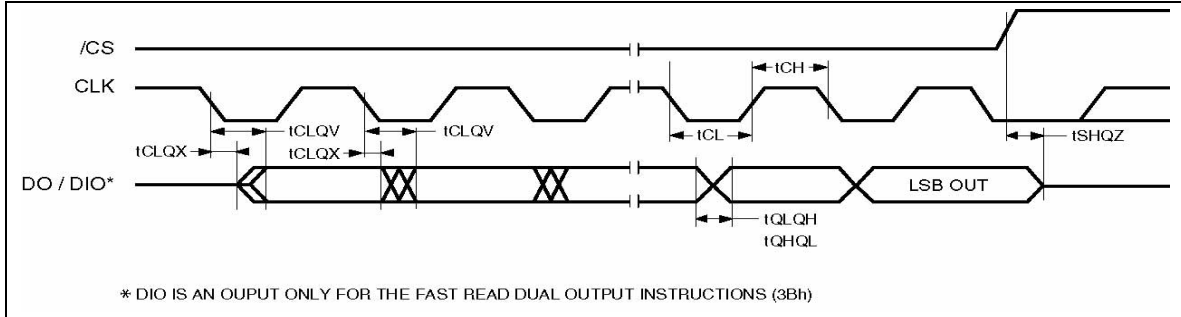 /CS
CLK
tCH
tCLQV
tCLQV
tCL
tSHQZ
tCLQX
tCLQX
DO / DIO*
LSB OUT
tQLQH
tQHQL
* DIO IS AN OUPUT ONLY FOR THE FAST READ DUAL OUTPUT INSTRUCTIONS (3Bh)